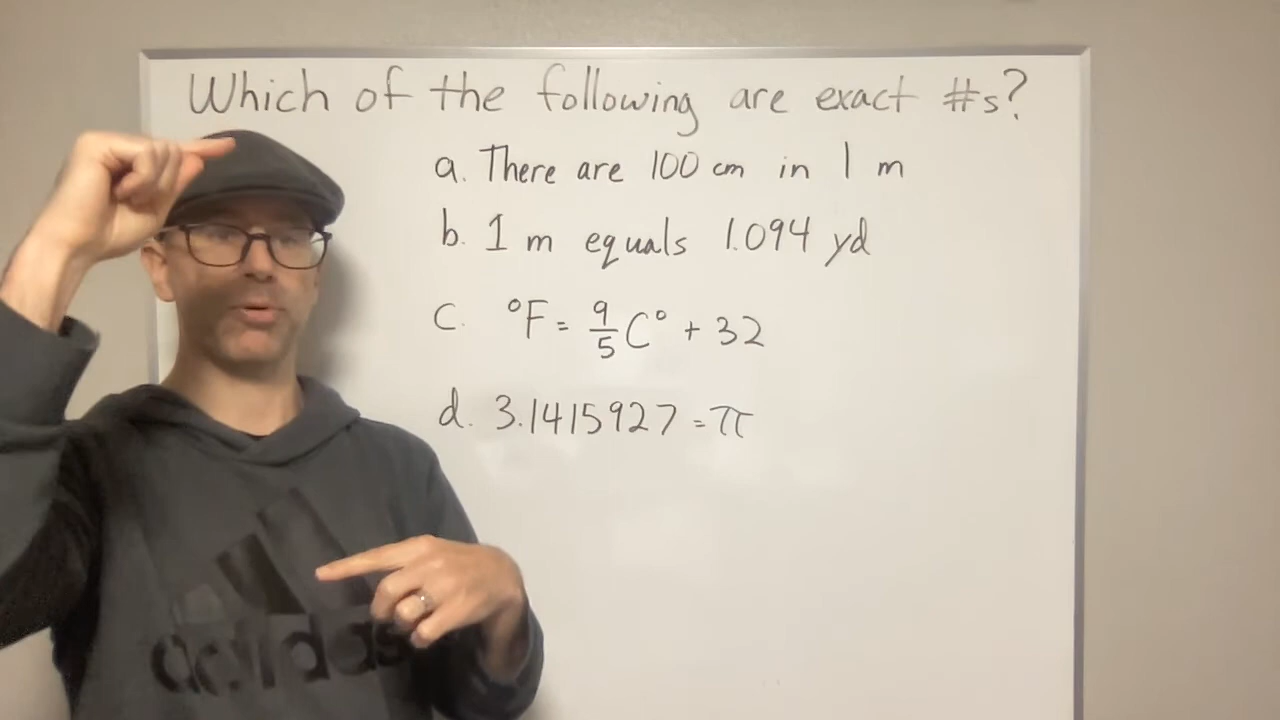 Which of the following are exact #s?
a. There are 100 cm in 1 m
b. 1 m equals 1.094 yd
c. °F = 9/5 C° + 32
d. 3.1415927 = π
adidas